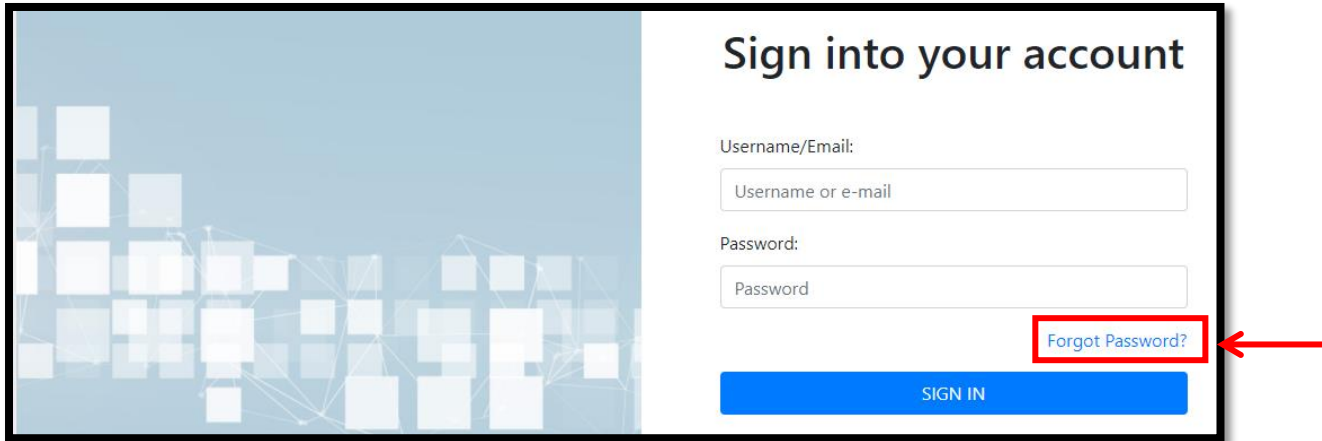 Sign into your account
Username/Email:
Username or e-mail
Password:
Password
Forgot Password?
SIGN IN